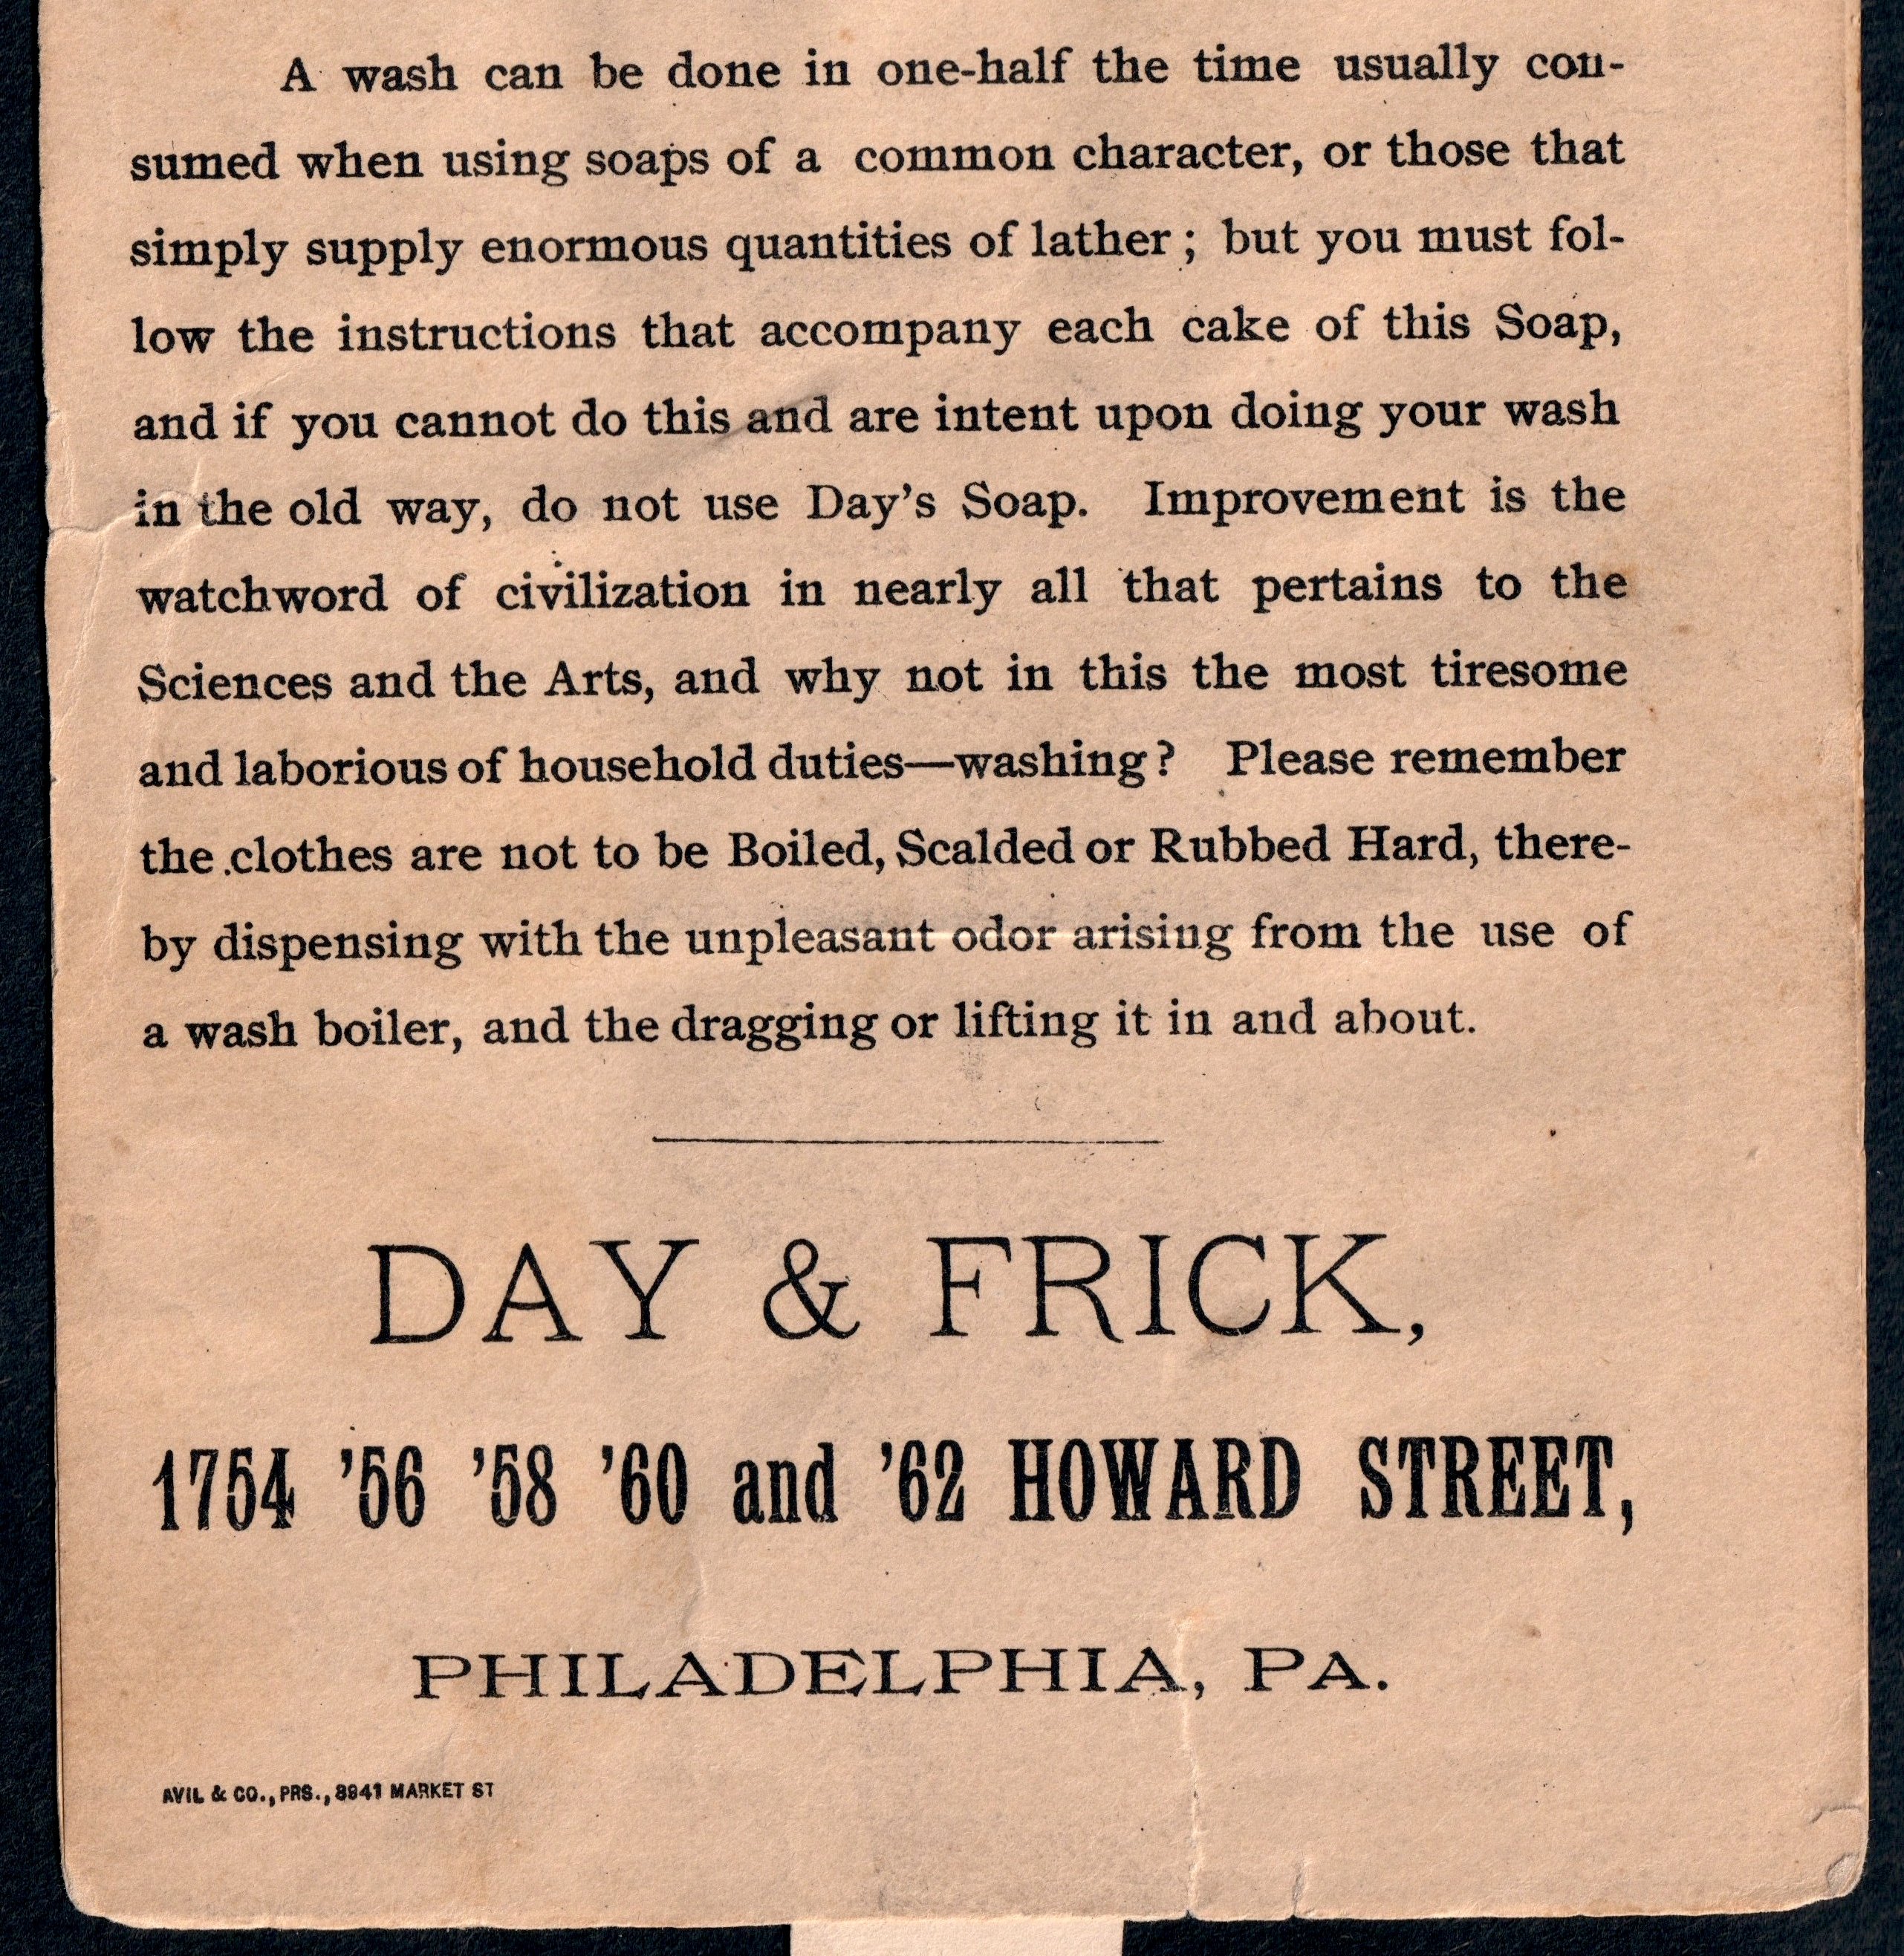 A wash can be done in one-half the time usually con-
sumed when using soaps of a common character, or those that
simply supply enormous quantities of lather; but you must fol-
low the instructions that accompany each cake of this Soap,
and if you cannot do this and are intent upon doing your wash
in the old way, do not use Day's Soap. Improvement is the
watchword of civilization in nearly all that pertains to the
Sciences and the Arts, and why not in this the most tiresome
and laborious of household duties—washing? Please remember
the clothes are not to be Boiled, Scalded or Rubbed Hard, there-
by dispensing with the unpleasant odor arising from the use of
a wash boiler, and the dragging or lifting it in and about.
DAY & FRICK,
1754 '56 '58 '60 and '62 HOWARD STREET,
PHILADELPHIA, PA.
AVIL & CO., PRS., 3941 MARKET ST